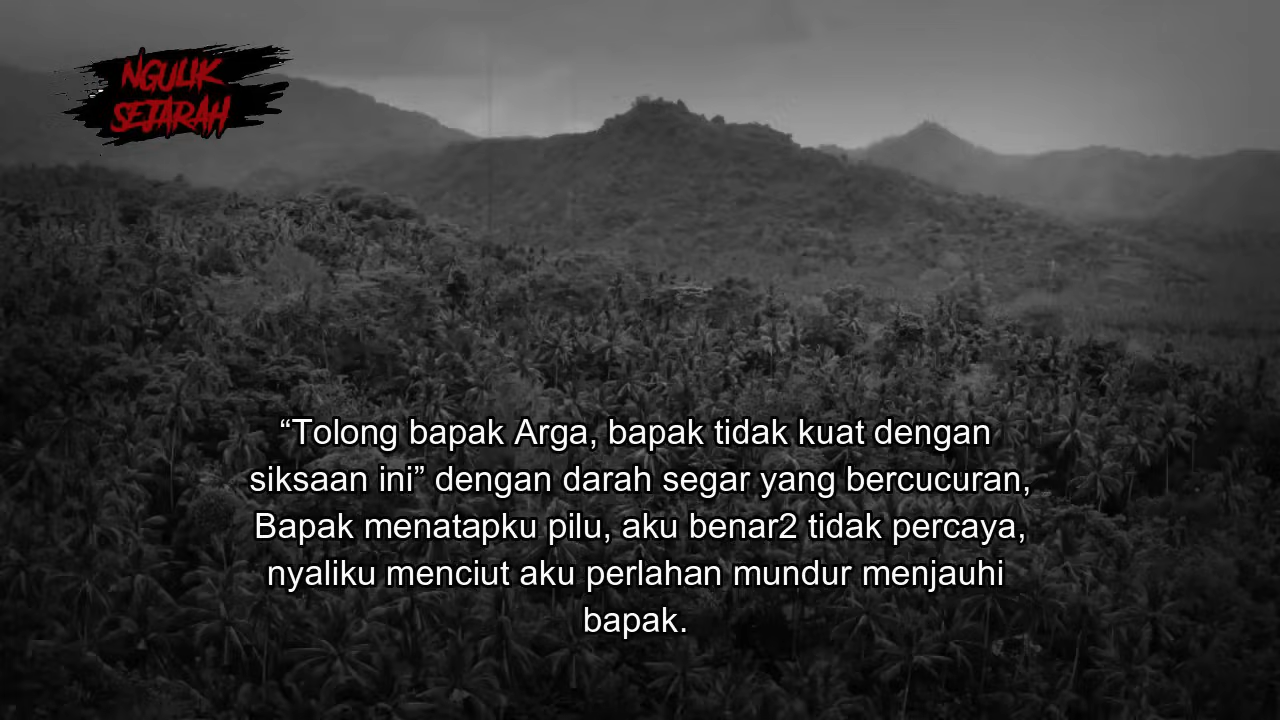 NGULIK
SEJARAH
“Tolong bapak Arga, bapak tidak kuat dengan
siksaan ini” dengan darah segar yang bercucuran,
Bapak menatapku pilu, aku benar2 tidak percaya,
nyaliku menciut aku perlahan mundur menjauhi
bapak.